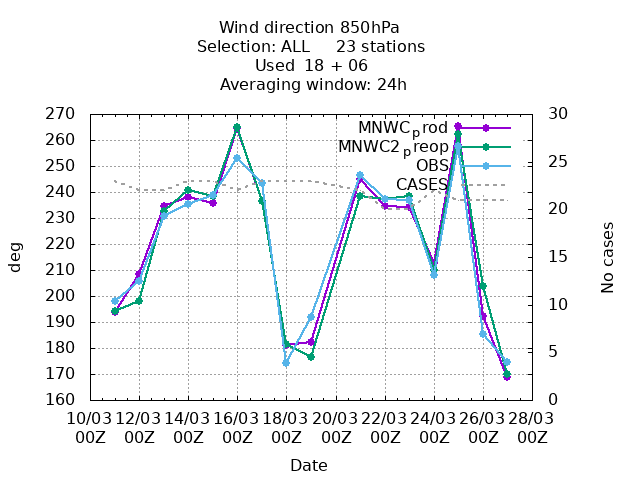 Wind direction 850hPa
Selection: ALL     23 stations
Used  18 + 06
Averaging window: 24h
270
260
250
240
230
220
210
200
190
180
170
160
30
25
20
15
10
5
0
deg
No cases
MNWCprod
MNWC2preop
OBS
CASES
10/03 12/03 14/03 16/03 18/03 20/03 22/03 24/03 26/03 28/03
00Z 00Z 00Z 00Z 00Z 00Z 00Z 00Z 00Z 00Z
Date